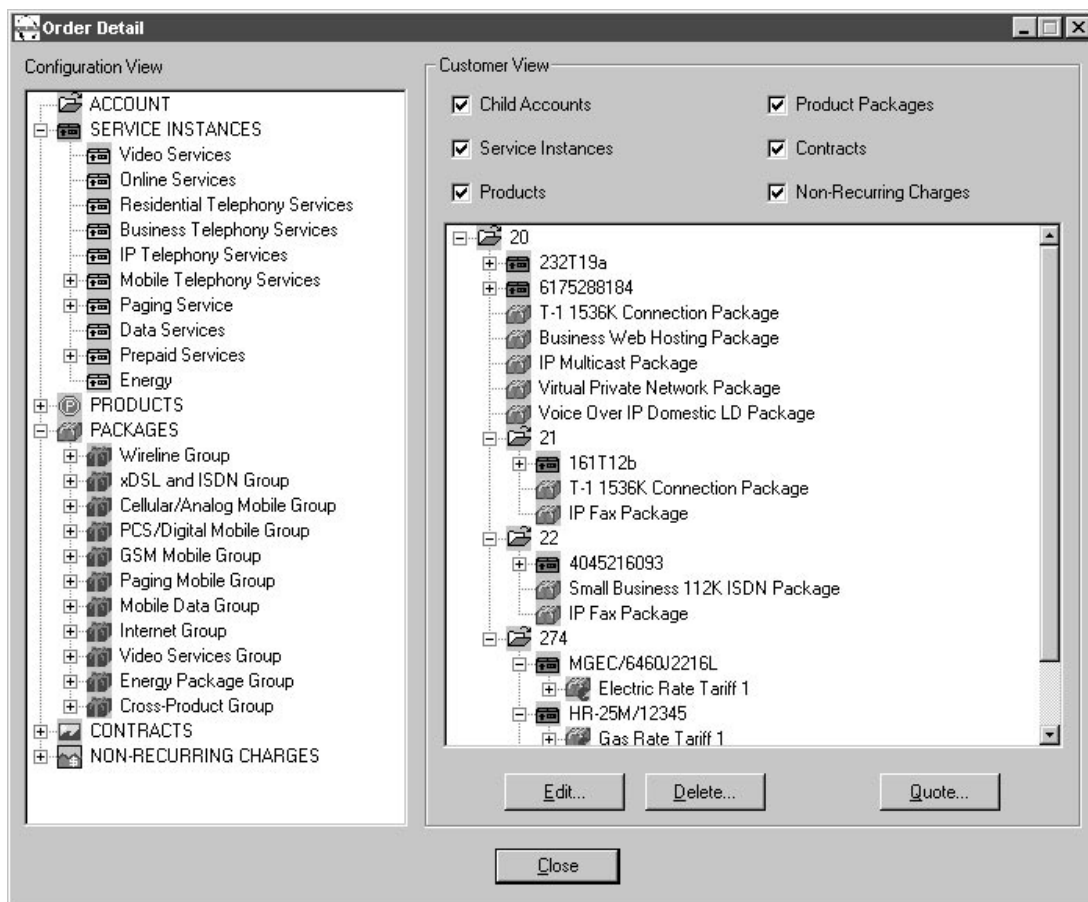 Order Detail
Configuration View
ACCOUNT
SERVICE INSTANCES
Video Services
Online Services
Residential Telephony Services
Business Telephony Services
IP Telephony Services
Mobile Telephony Services
Paging Service
Data Services
Prepaid Services
Energy
PRODUCTS
PACKAGES
Wireline Group
xDSL and ISDN Group
Cellular/Analog Mobile Group
PCS/Digital Mobile Group
GSM Mobile Group
Paging Mobile Group
Mobile Data Group
Internet Group
Video Services Group
Energy Package Group
Cross-Product Group
CONTRACTS
NON-RECURRING CHARGES
Customer View
Child Accounts
Product Packages
Service Instances
Contracts
Products
Non-Recurring Charges
20
232T19a
6175288184
T-1 1536K Connection Package
Business Web Hosting Package
IP Multicast Package
Virtual Private Network Package
Voice Over IP Domestic LD Package
21
161T12b
T-1 1536K Connection Package
IP Fax Package
22
4045216093
Small Business 112K ISDN Package
IP Fax Package
274
MGEC/6460J2216L
Electric Rate Tariff 1
HR-25M/12345
Gas Rate Tariff 1
Edit...
Delete...
Quote...
Close